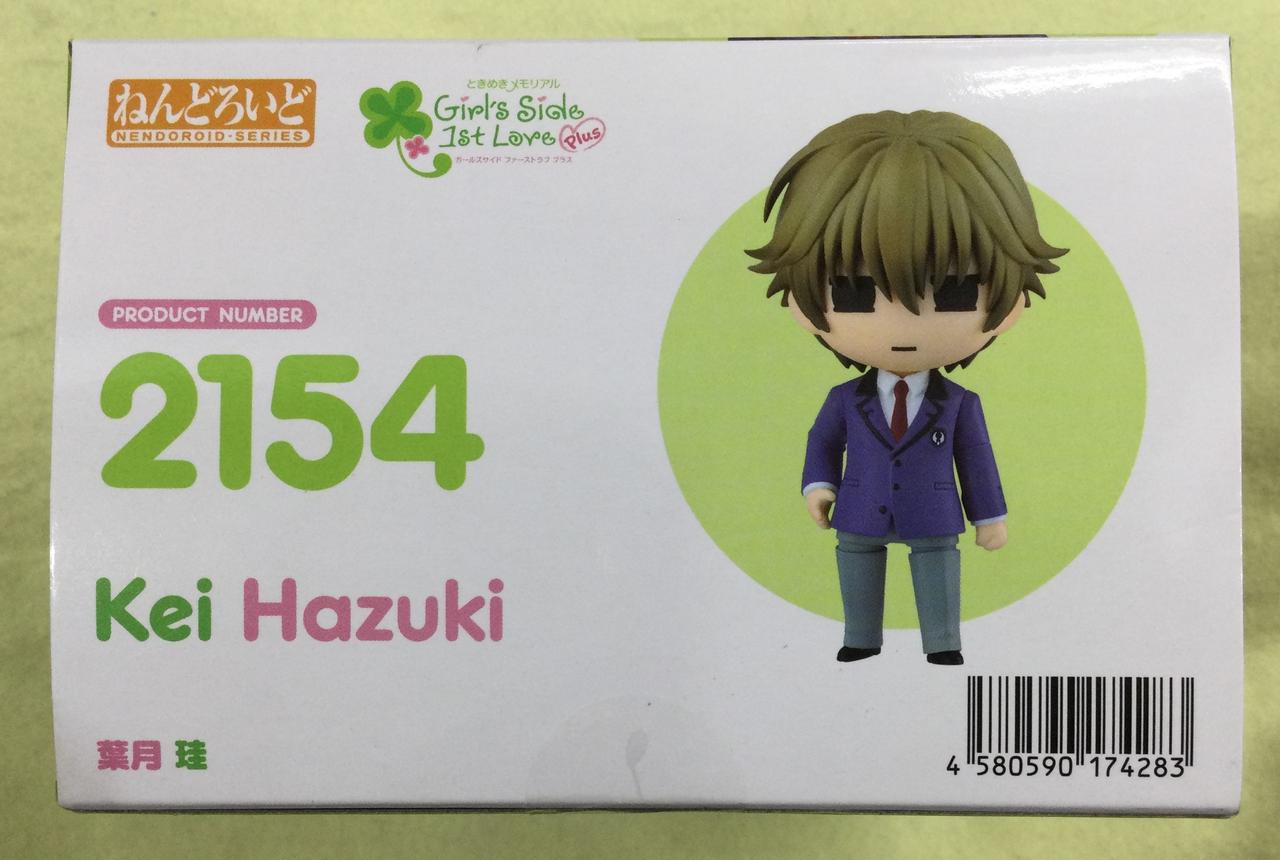 ねんどろいど
NENDOROID-SERIES
ときめきメモリアル
Girl's Side
1st Love Plus
ガールズサイド ファーストラブ プラス
PRODUCT NUMBER
2154
Kei Hazuki
葉月 珪
4 580590 174283